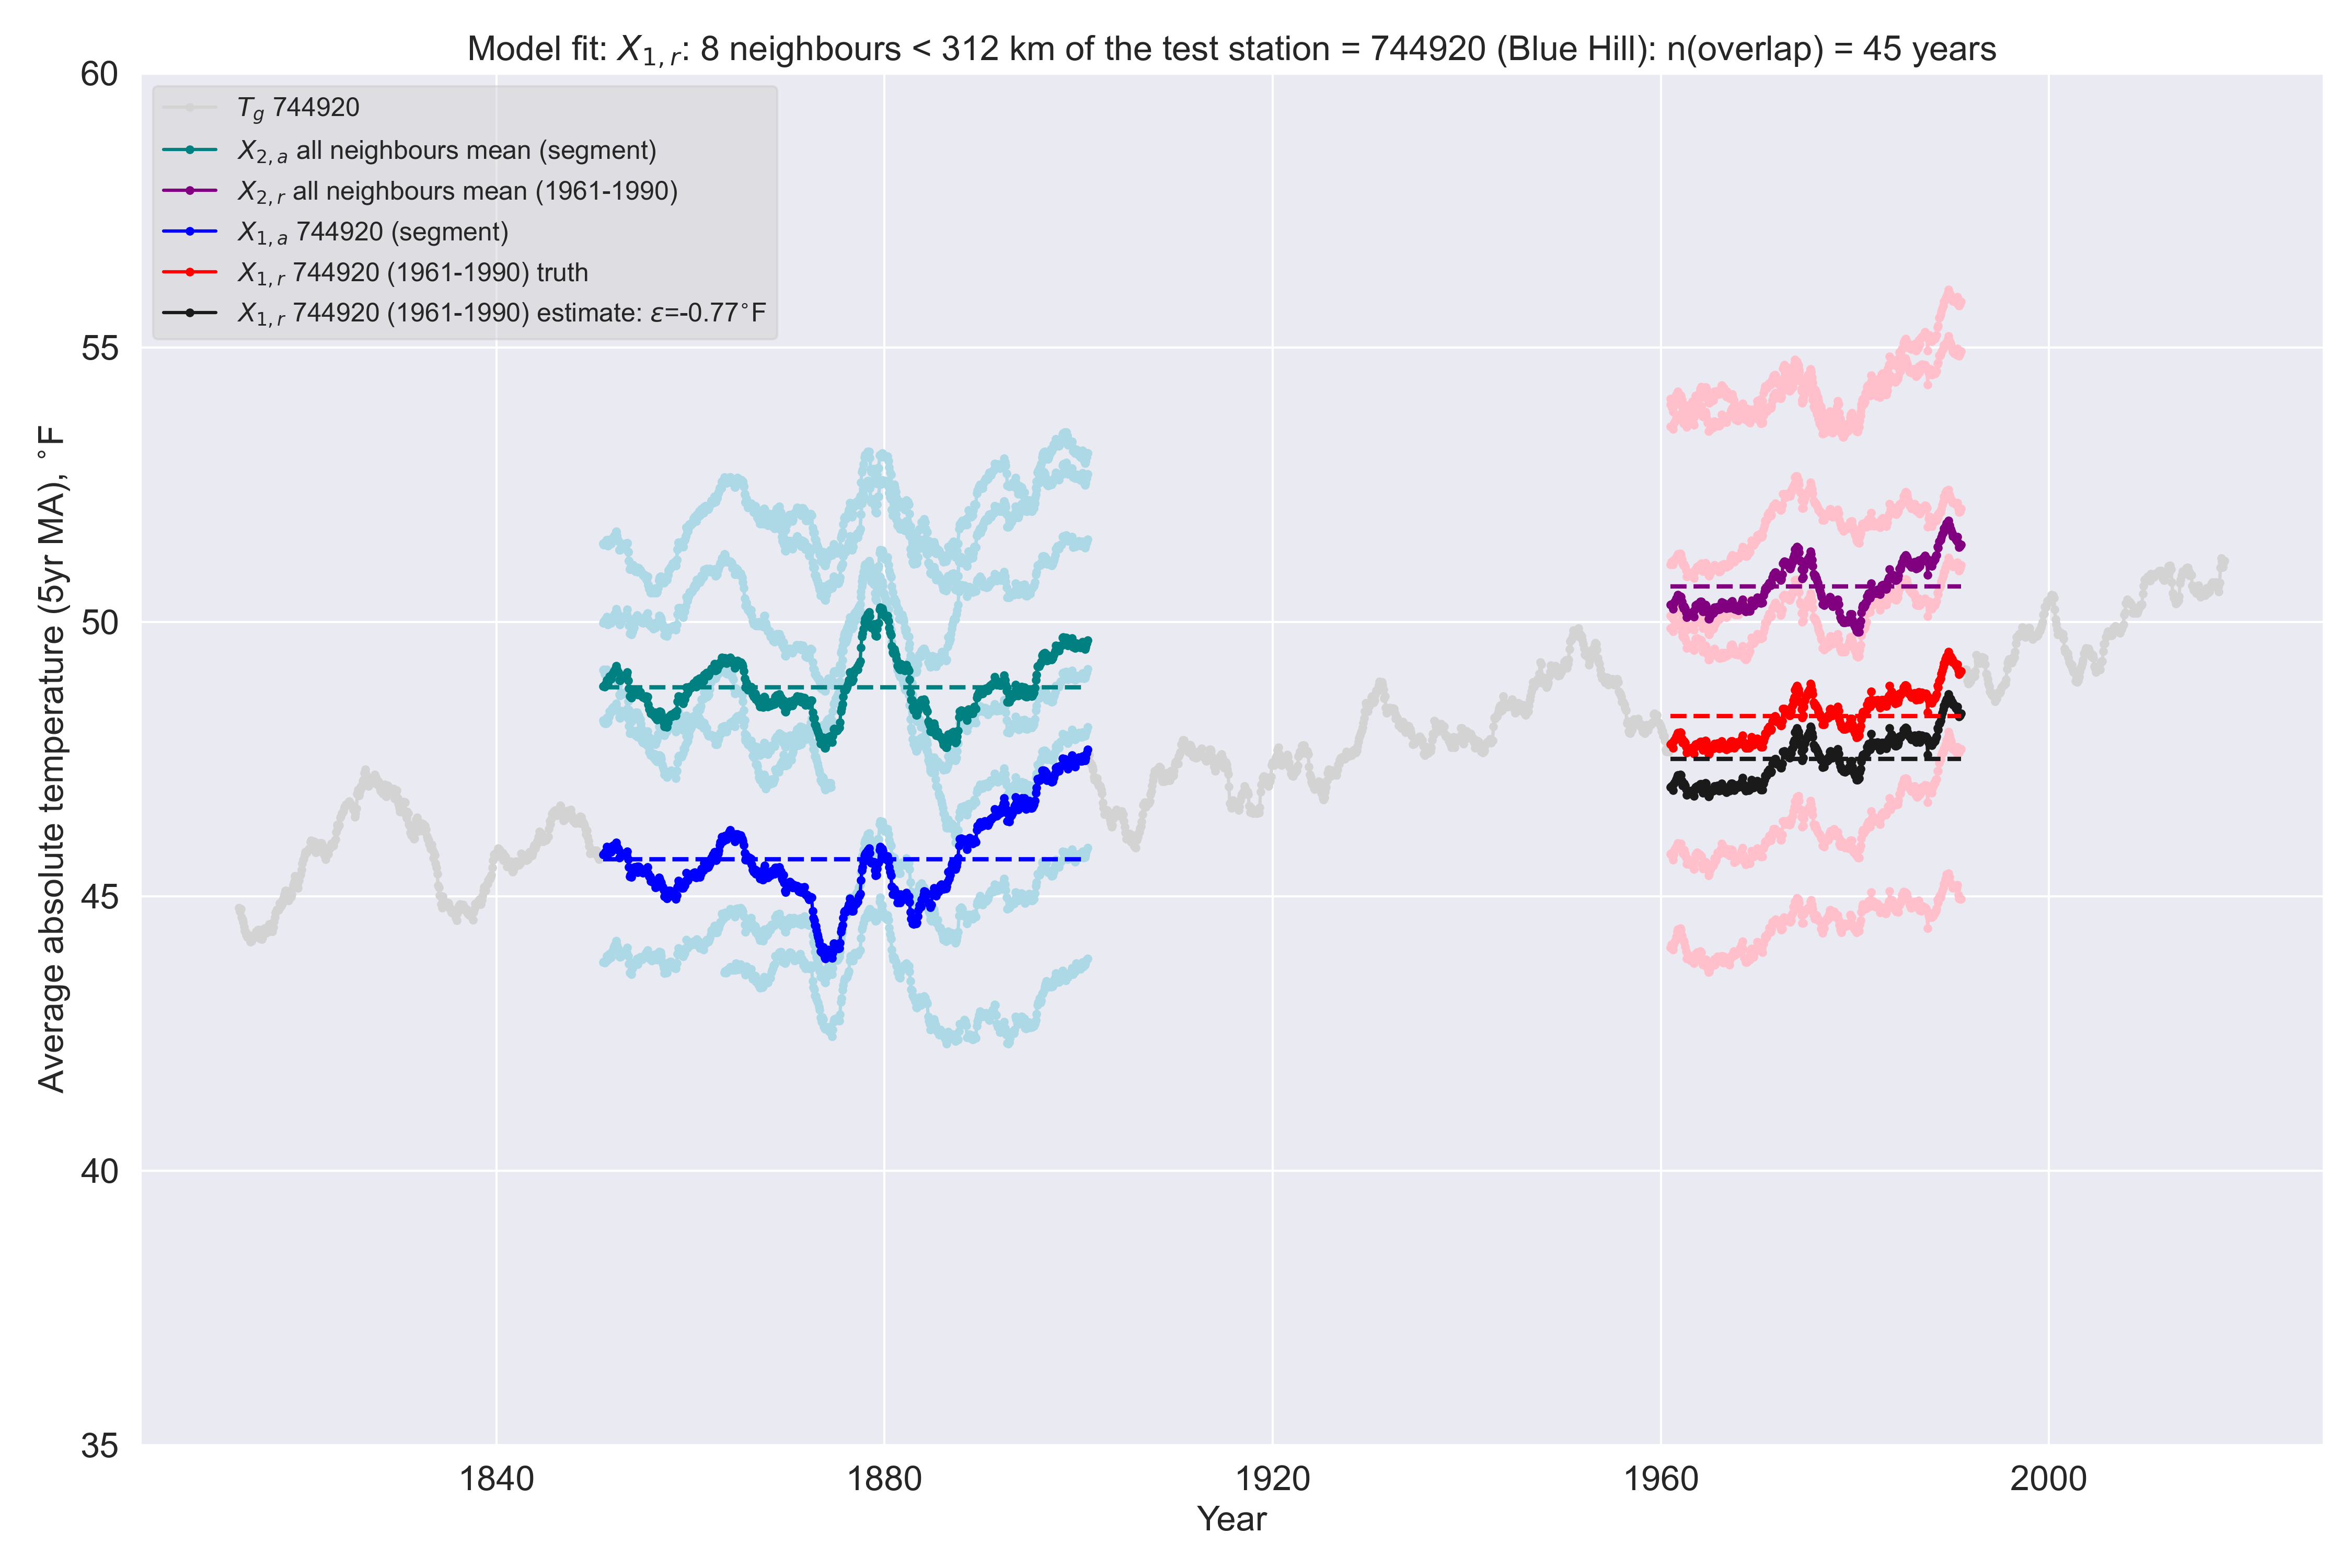 Model fit: X1,r: 8 neighbours < 312 km of the test station = 744920 (Blue Hill): n(overlap) = 45 years
60
55
50
45
40
35
Average absolute temperature (5yr MA), °F
Tg 744920
X2,a all neighbours mean (segment)
X2,r all neighbours mean (1961-1990)
X1,a 744920 (segment)
X1,r 744920 (1961-1990) truth
X1,r 744920 (1961-1990) estimate: ε=-0.77°F
1840
1880
1920
1960
2000
Year